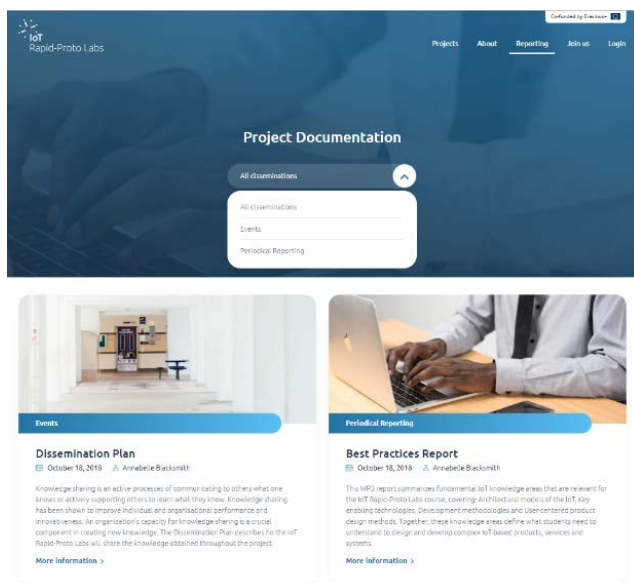 Co-funded by Erasmus+
IoT
Rapid-Proto Labs
Projects About Reporting Join us Login
Project Documentation
All disseminations
All disseminations
Events
Periodical Reporting
Events
Dissemination Plan
October 18, 2018 Annabelle Blacksmith
Knowledge sharing is an active processes of communicating to others what one
knows or actively supporting others to learn what they know. Knowledge sharing
has been shown to improve individual and organisational performance and
innovativeness. An organization's capacity for knowledge sharing is a crucial
component in creating new knowledge. The Dissemination Plan describes ho the IoT
Rapid-Proto Labs will share the knowledge obtained throughout the project.
More information >
Periodical Reporting
Best Practices Report
October 18, 2018 Annabelle Blacksmith
This WP3 report summarizes fundamental IoT knowledge areas that are relevant for
the IoT Rapid-Proto Labs course, covering: Architectural models of the IoT, Key
enabling technologies, Development methodologies and User-centered product
design methods. Together, these knowledge areas define what students need to
understand to design and develop complex IoT-based products, services and
systems.
More information >